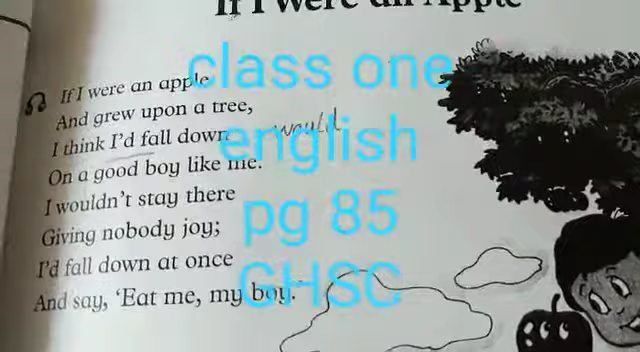 If I were an Apple
If I were an apple
And grew upon a tree,
I think I'd fall down would
On a good boy like me.
I wouldn't stay there
Giving nobody joy;
I'd fall down at once
And say, ‘Eat me, my boy.’
class one
english
pg 85
GHSC